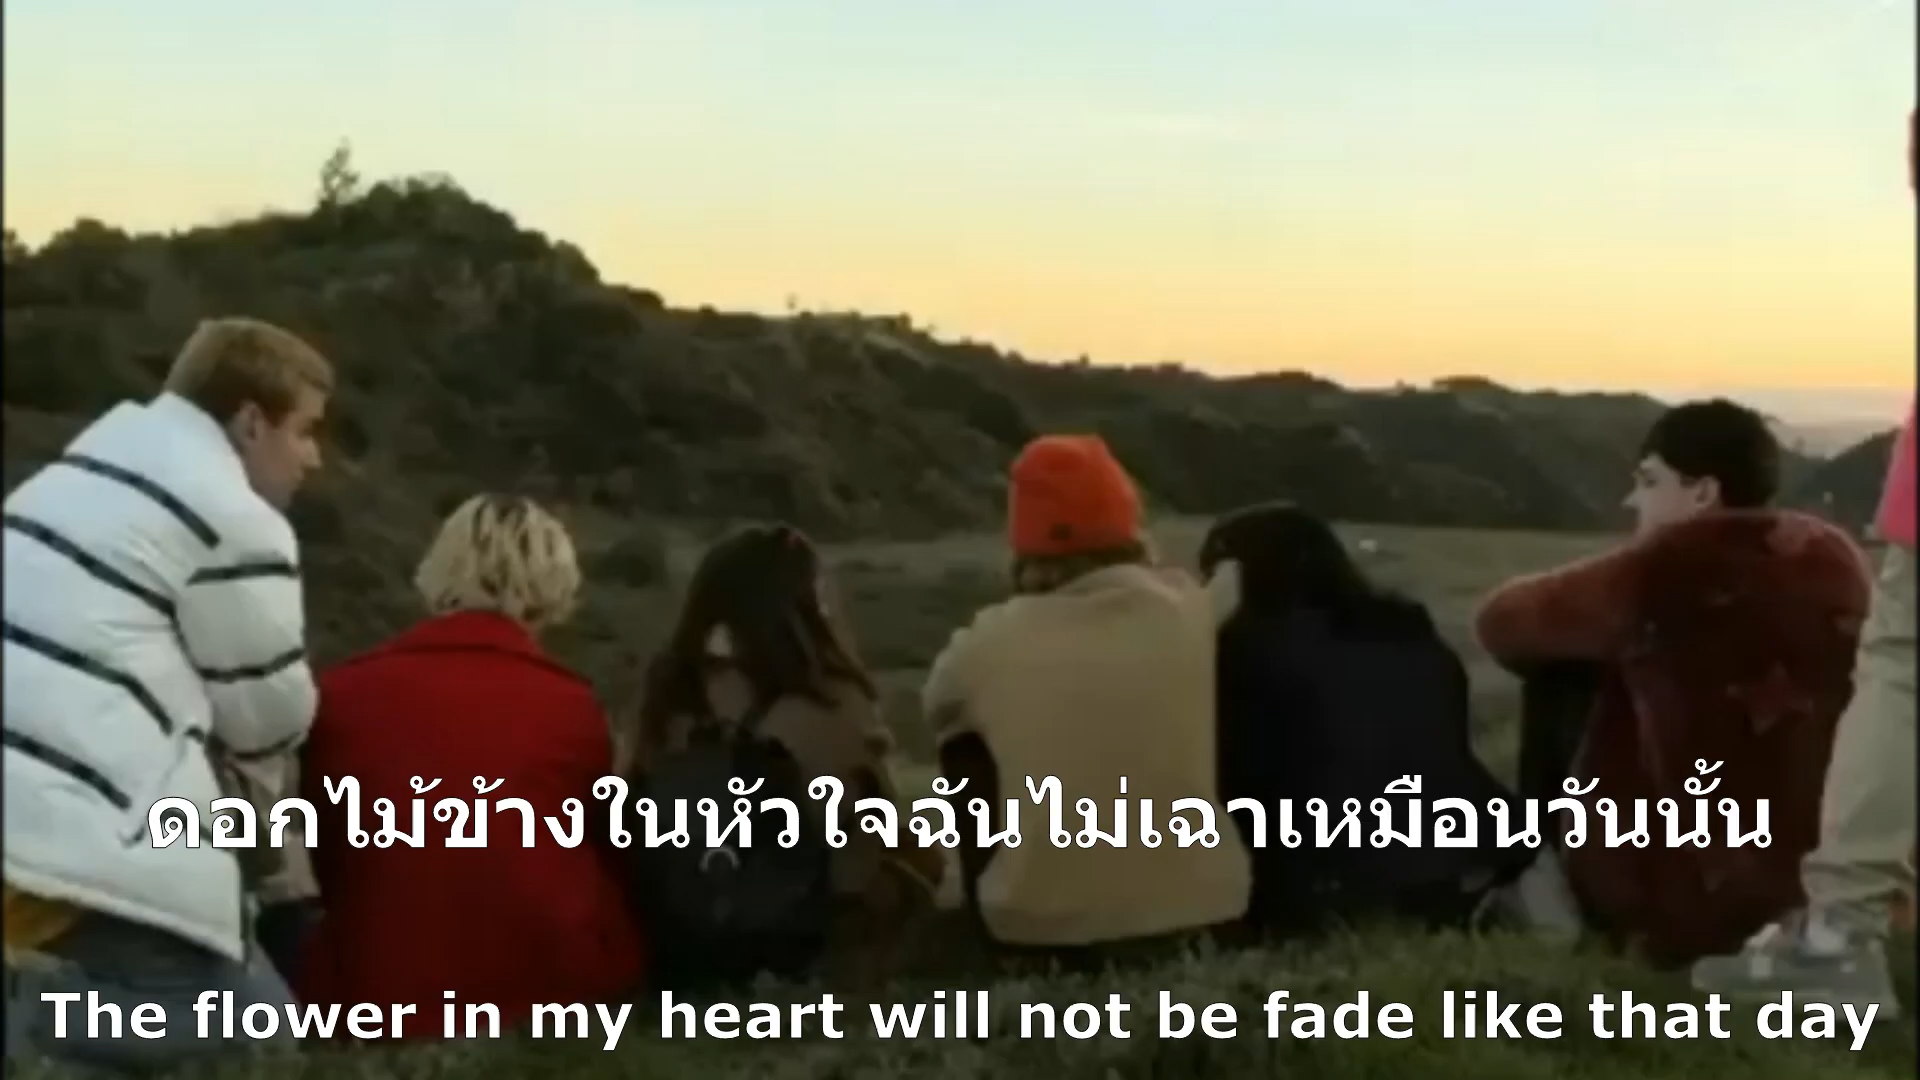 ดอกไม้ข้างในหัวใจฉันไม่เฉาเหมือนวันนั้น
The flower in my heart will not be fade like that day